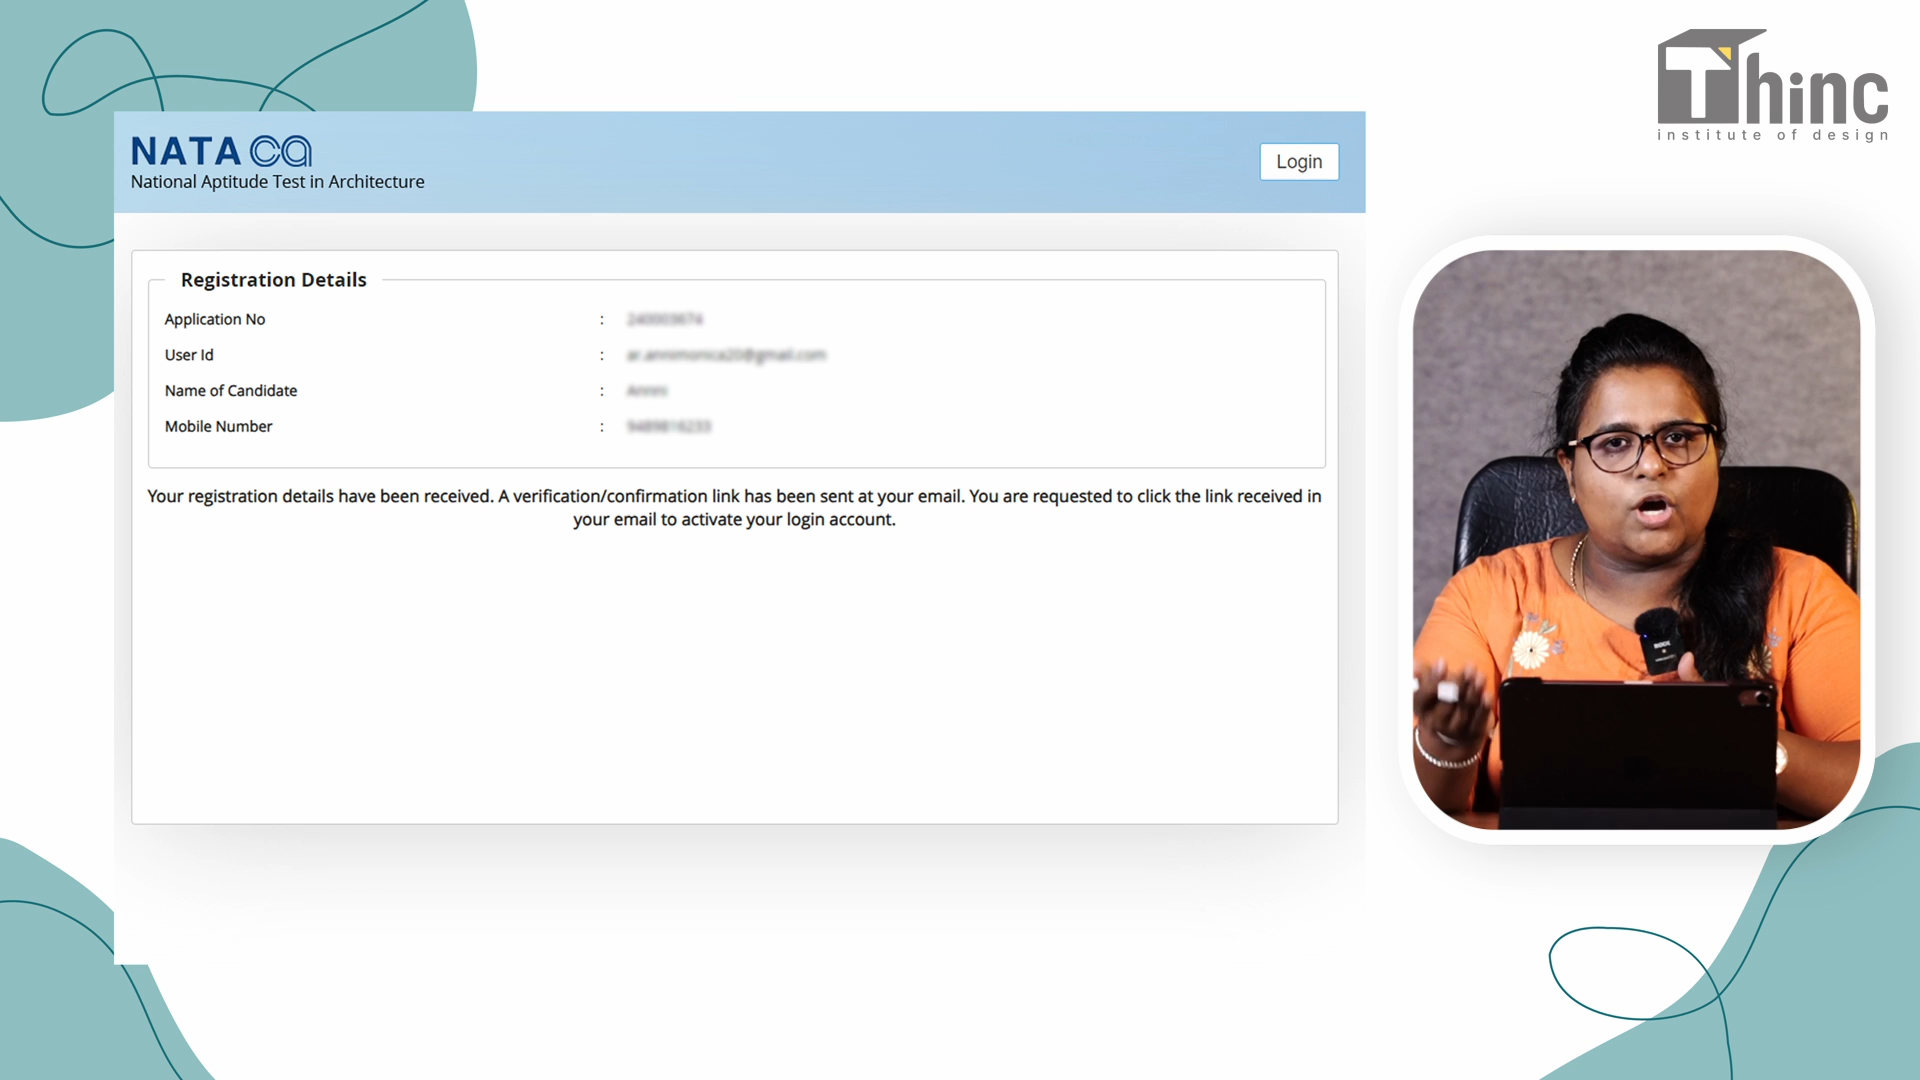 Thinc
institute of design
NATA ca
National Aptitude Test in Architecture
Login
Registration Details
Application No :
User Id :
Name of Candidate :
Mobile Number :
Your registration details have been received. A verification/confirmation link has been sent at your email. You are requested to click the link received in
your email to activate your login account.